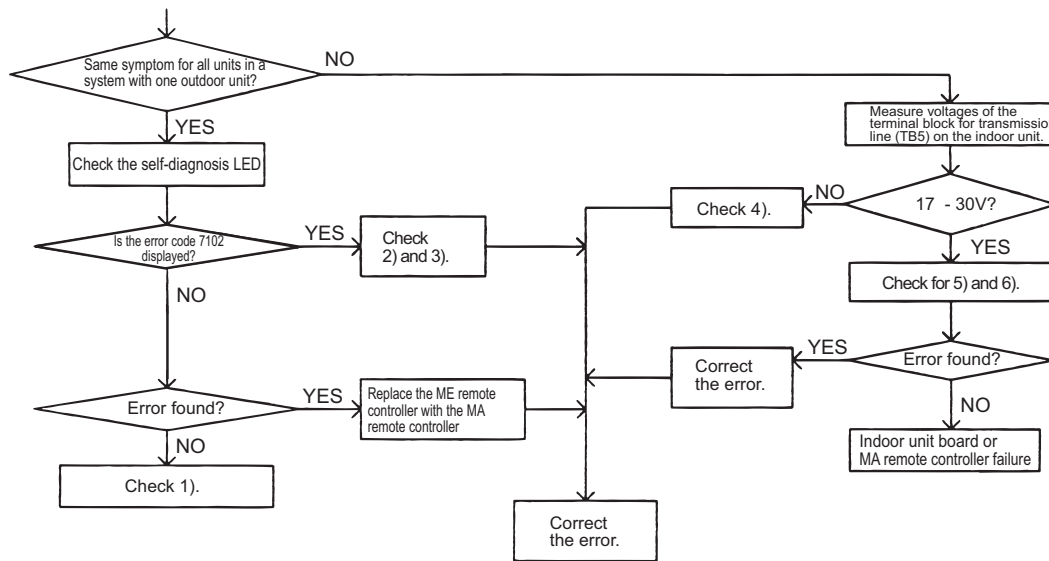 Same symptom for all units in a
system with one outdoor unit?
NO
YES
Check the self-diagnosis LED
Is the error code 7102
displayed?
YES
Check
2) and 3).
NO
Error found?
YES
Replace the ME remote
controller with the MA
remote controller
NO
Check 1).
Measure voltages of the
terminal block for transmission
line (TB5) on the indoor unit.
17 - 30V?
NO
Check 4).
YES
Check for 5) and 6).
Error found?
YES
Correct
the error.
NO
Indoor unit board or
MA remote controller failure
Correct
the error.